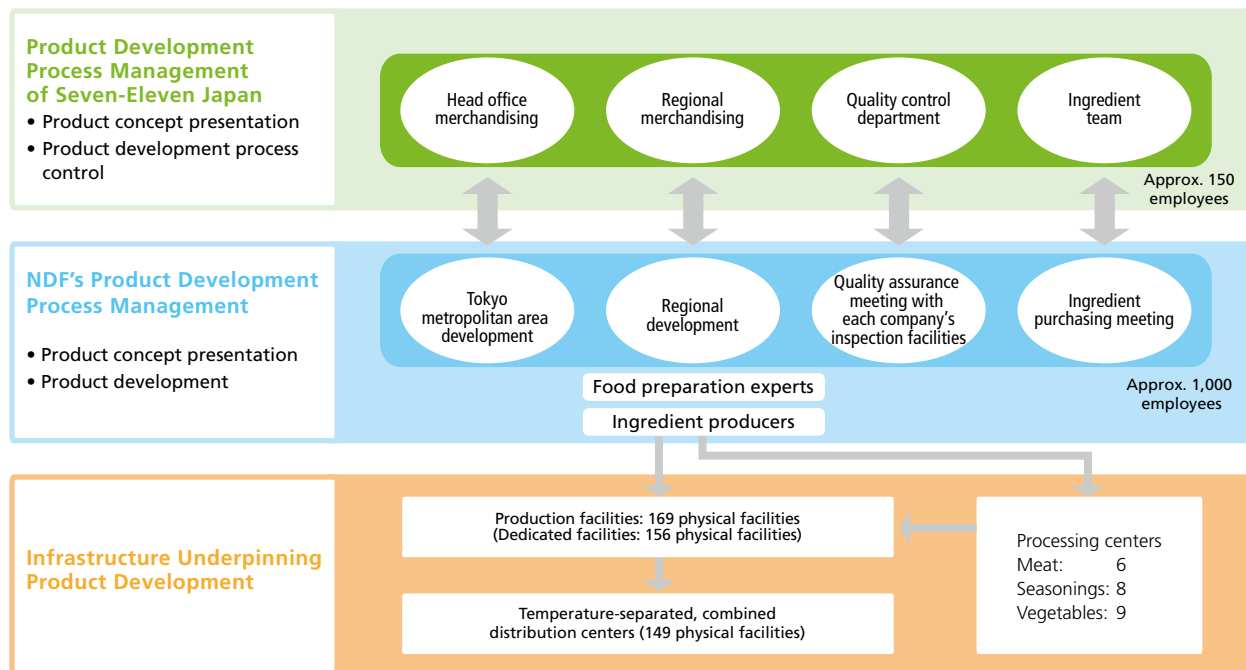 Product Development
Process Management
of Seven-Eleven Japan
• Product concept presentation
• Product development process
control
Head office
merchandising
Regional
merchandising
Quality control
department
Ingredient
team
Approx. 150
employees
NDF's Product Development
Process Management
• Product concept presentation
• Product development
Tokyo
metropolitan area
development
Regional
development
Quality assurance
meeting with
each company's
inspection facilities
Ingredient
purchasing meeting
Food preparation experts
Ingredient producers
Approx. 1,000
employees
Infrastructure Underpinning
Product Development
Production facilities: 169 physical facilities
(Dedicated facilities: 156 physical facilities)
Temperature-separated, combined
distribution centers (149 physical facilities)
Processing centers
Meat: 6
Seasonings: 8
Vegetables: 9